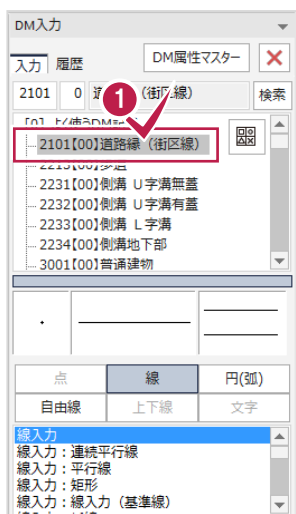 DM入力
入力 履歴 DM属性マスター
2101 0 (街区線) 検索
1
2101【00】道路縁（街区線）
2213【00】歩道
2231【00】側溝 U字溝無蓋
2232【00】側溝 U字溝有蓋
2233【00】側溝 L字溝
2234【00】側溝地下部
3001【00】普通建物
点 線 円(弧)
自由線 上下線 文字
線入力
線入力：連続平行線
線入力：平行線
線入力：矩形
線入力：線入力（基準線）